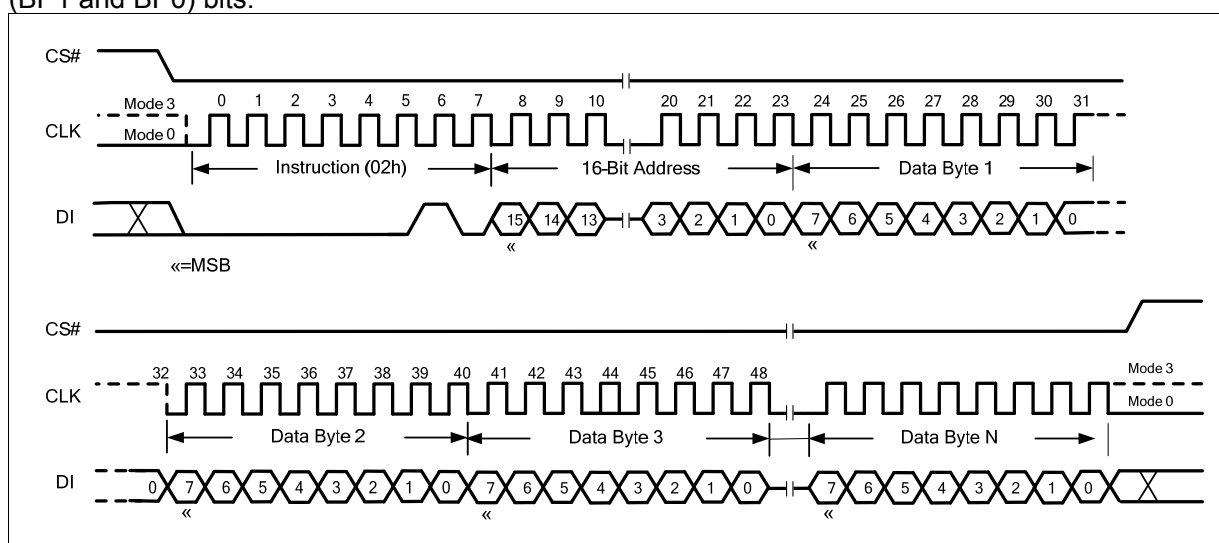 (BP1 and BP0) bits.
CS#
Mode 3 0 1 2 3 4 5 6 7 8 9 10 20 21 22 23 24 25 26 27 28 29 30 31
CLK Mode 0
Instruction (02h) 16-Bit Address Data Byte 1
DI 15 14 13 3 2 1 0 7 6 5 4 3 2 1 0
« «
«=MSB
CS#
32 33 34 35 36 37 38 39 40 41 42 43 44 45 46 47 48 Mode 3
CLK Mode 0
Data Byte 2 Data Byte 3 Data Byte N
DI 0 7 6 5 4 3 2 1 0 7 6 5 4 3 2 1 0 7 6 5 4 3 2 1 0
« « «